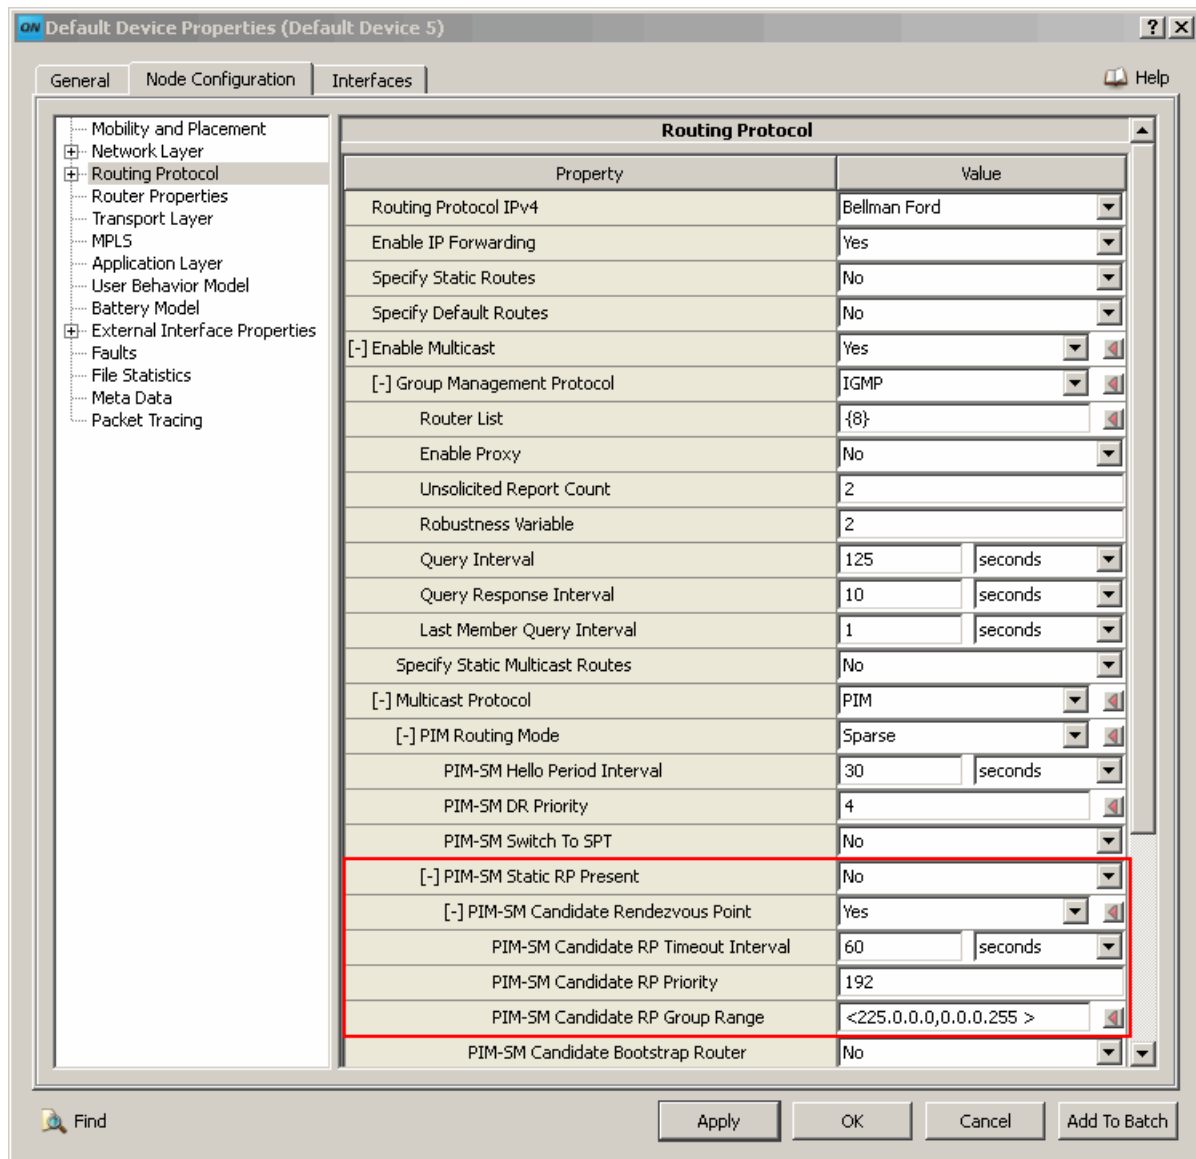 QN Default Device Properties (Default Device 5) ? X
General Node Configuration Interfaces Help
Mobility and Placement
Network Layer
Routing Protocol
Router Properties
Transport Layer
MPLS
Application Layer
User Behavior Model
Battery Model
External Interface Properties
Faults
File Statistics
Meta Data
Packet Tracing
Routing Protocol
Property Value
Routing Protocol IPv4 Bellman Ford
Enable IP Forwarding Yes
Specify Static Routes No
Specify Default Routes No
[-] Enable Multicast Yes
[-] Group Management Protocol IGMP
Router List {8}
Enable Proxy No
Unsolicited Report Count 2
Robustness Variable 2
Query Interval 125 seconds
Query Response Interval 10 seconds
Last Member Query Interval 1 seconds
Specify Static Multicast Routes No
[-] Multicast Protocol PIM
[-] PIM Routing Mode Sparse
PIM-SM Hello Period Interval 30 seconds
PIM-SM DR Priority 4
PIM-SM Switch To SPT No
[-] PIM-SM Static RP Present No
[-] PIM-SM Candidate Rendezvous Point Yes
PIM-SM Candidate RP Timeout Interval 60 seconds
PIM-SM Candidate RP Priority 192
PIM-SM Candidate RP Group Range <225.0.0.0,0.0.0.255 >
PIM-SM Candidate Bootstrap Router No
Find Apply OK Cancel Add To Batch